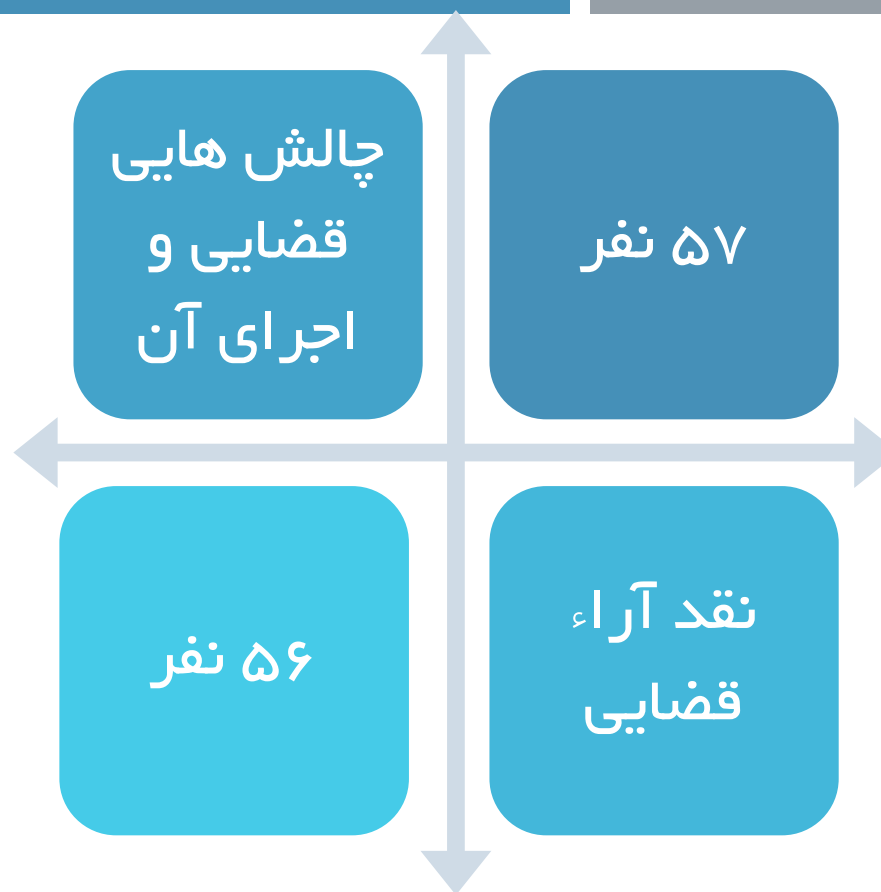 ۵۷ نفر
چالش هایی
قضایی و
اجرای آن
نقد آراء
قضایی
۵۶ نفر